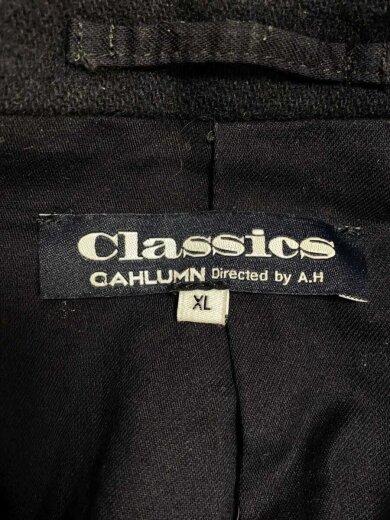 Classics
GAHLUMN Directed by A.H
XL